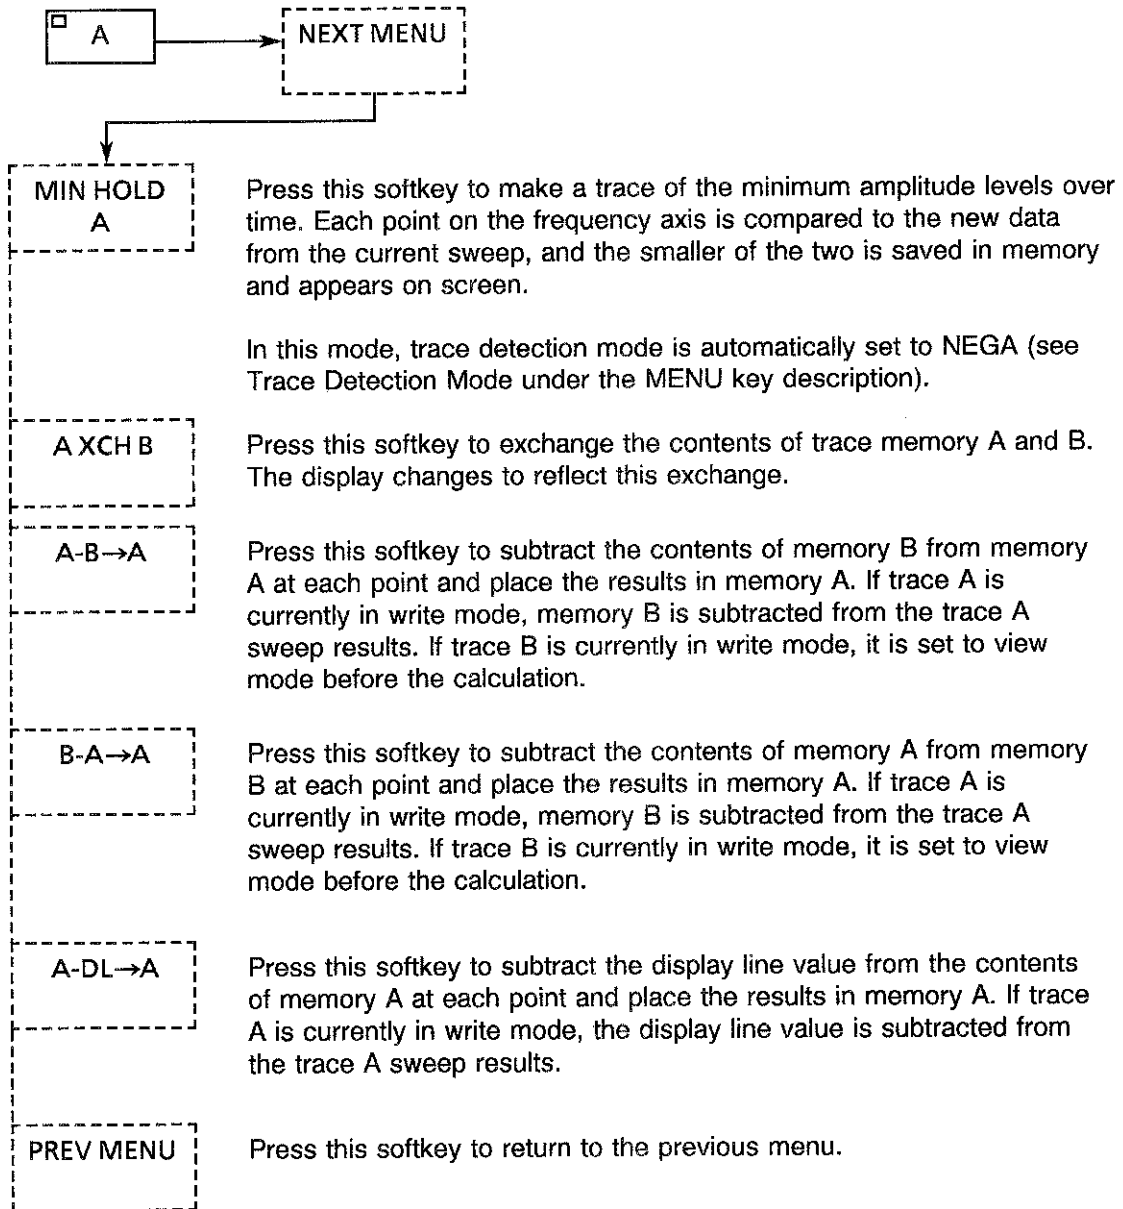 A
NEXT MENU
MIN HOLD
A
Press this softkey to make a trace of the minimum amplitude levels over
time. Each point on the frequency axis is compared to the new data
from the current sweep, and the smaller of the two is saved in memory
and appears on screen.
In this mode, trace detection mode is automatically set to NEGA (see
Trace Detection Mode under the MENU key description).
A XCH B
Press this softkey to exchange the contents of trace memory A and B.
The display changes to reflect this exchange.
A-B→A
Press this softkey to subtract the contents of memory B from memory
A at each point and place the results in memory A. If trace A is
currently in write mode, memory B is subtracted from the trace A
sweep results. If trace B is currently in write mode, it is set to view
mode before the calculation.
B-A→A
Press this softkey to subtract the contents of memory A from memory
B at each point and place the results in memory A. If trace A is
currently in write mode, memory B is subtracted from the trace A
sweep results. If trace B is currently in write mode, it is set to view
mode before the calculation.
A-DL→A
Press this softkey to subtract the display line value from the contents
of memory A at each point and place the results in memory A. If trace
A is currently in write mode, the display line value is subtracted from
the trace A sweep results.
PREV MENU
Press this softkey to return to the previous menu.